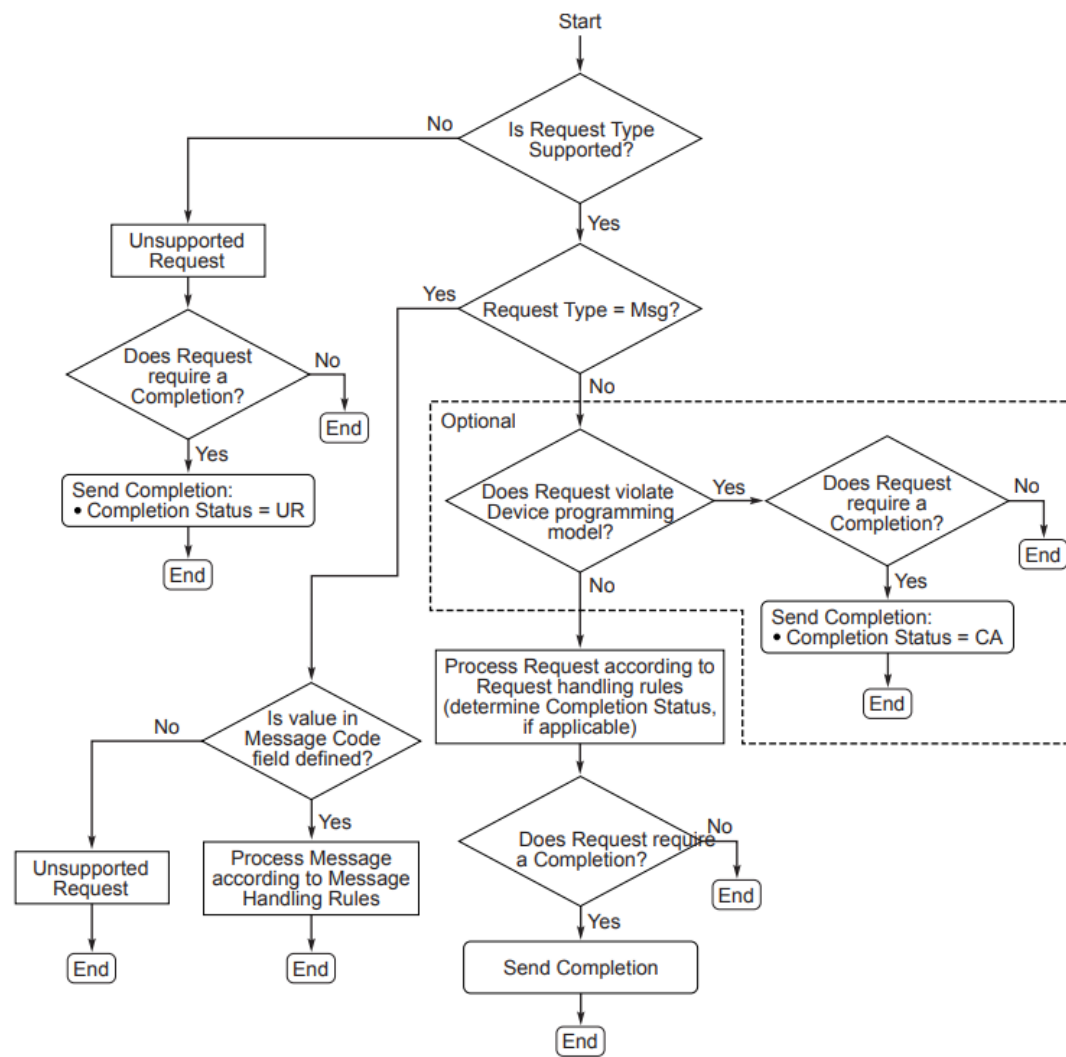 Start
No
Is Request Type
Supported?
Yes
Unsupported
Request
Yes
Request Type = Msg?
Does Request
require a
Completion?
No
End
No
Optional
Yes
Send Completion:
• Completion Status = UR
End
Does Request violate
Device programming
model?
Yes
Does Request
require a
Completion?
No
End
No
Yes
Send Completion:
• Completion Status = CA
End
Process Request according to
Request handling rules
(determine Completion Status,
if applicable)
Is value in
Message Code
field defined?
No
Yes
Unsupported
Request
End
Process Message
according to Message
Handling Rules
End
Does Request require
a Completion?
No
End
Yes
Send Completion
End